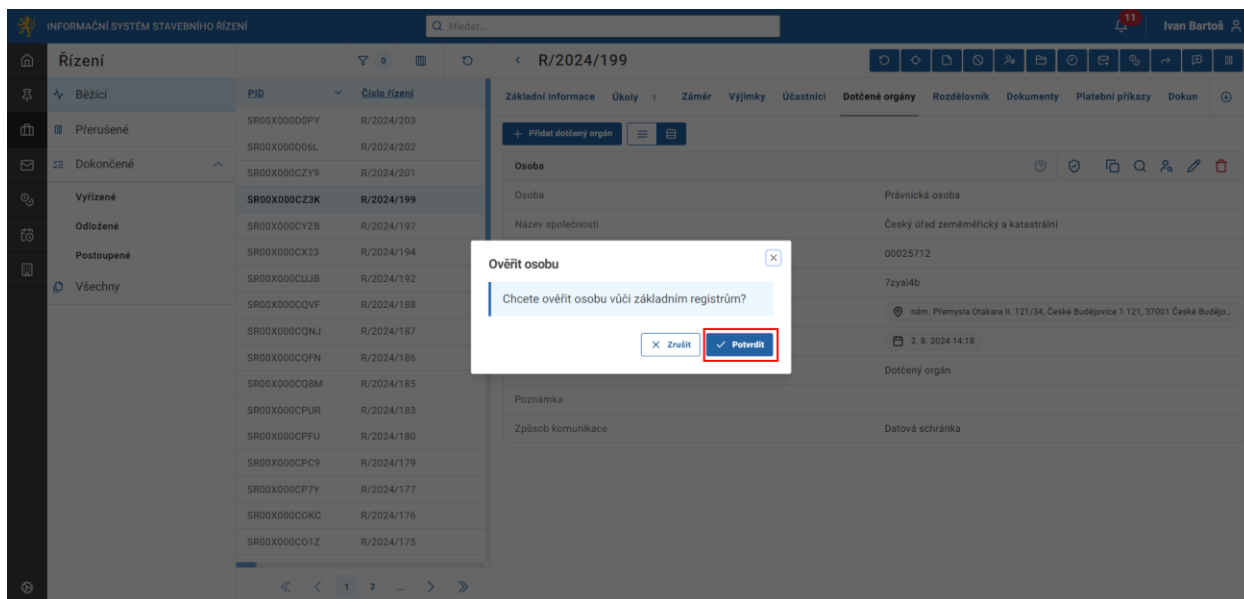 INFORMAČNÍ SYSTÉM STAVEBNÍHO ŘÍZENÍ
Hledat...
11
Ivan Bartoš
Řízení
0
R/2024/199
Běžící
Přerušené
Dokončené
Vyřízené
Odložené
Postoupené
Všechny
PID Číslo řízení
SR00X000D0PY R/2024/203
SR00X000D06L R/2024/202
SR00X000CZY9 R/2024/201
SR00X000CZ3K R/2024/199
SR00X000CYZB R/2024/197
SR00X000CX23 R/2024/194
SR00X000CUJB R/2024/192
SR00X000CQVF R/2024/188
SR00X000CQNJ R/2024/187
SR00X000CQFN R/2024/186
SR00X000CQ8M R/2024/185
SR00X000CPUR R/2024/183
SR00X000CPFU R/2024/180
SR00X000CPC9 R/2024/179
SR00X000CP7Y R/2024/177
SR00X000COKC R/2024/176
SR00X000CO1Z R/2024/175
1 2 ...
Základní informace Úkoly 1 Záměr Výjimky Účastníci Dotčené orgány Rozdělovník Dokumenty Platební příkazy Dokun
+ Přidat dotčený orgán
Osoba
Osoba Právnická osoba
Název společnosti Český úřad zeměměřický a katastrální
00025712
7zyai4b
nám. Přemysla Otakara II. 121/34, České Budějovice 1 121, 37001 České Budějo...
2. 8. 2024 14:18
Dotčený orgán
Poznámka
Způsob komunikace Datová schránka
Ověřit osobu
Chcete ověřit osobu vůči základním registrům?
Zrušit
Potvrdit